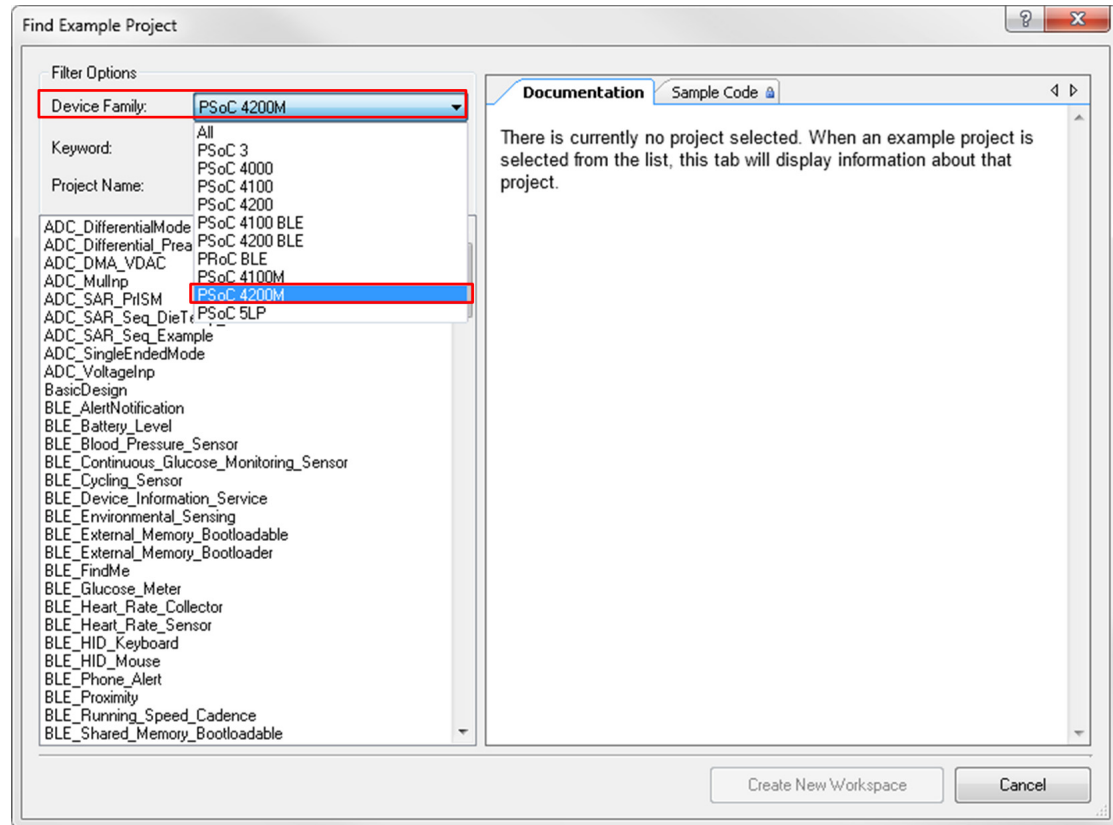 Find Example Project
Filter Options
Device Family: PSoC 4200M
Keyword:
Project Name:
All
PSoC 3
PSoC 4000
PSoC 4100
PSoC 4200
PSoC 4100 BLE
PSoC 4200 BLE
PRoC BLE
PSoC 4100M
PSoC 4200M
PSoC 5LP
ADC_DifferentialMode
ADC_Differential_Prea
ADC_DMA_VDAC
ADC_MulInp
ADC_SAR_PrISM
ADC_SAR_Seq_DieTe
ADC_SAR_Seq_Example
ADC_SingleEndedMode
ADC_VoltageInp
BasicDesign
BLE_AlertNotification
BLE_Battery_Level
BLE_Blood_Pressure_Sensor
BLE_Continuous_Glucose_Monitoring_Sensor
BLE_Cycling_Sensor
BLE_Device_Information_Service
BLE_Environmental_Sensing
BLE_External_Memory_Bootloadable
BLE_External_Memory_Bootloader
BLE_FindMe
BLE_Glucose_Meter
BLE_Heart_Rate_Collector
BLE_Heart_Rate_Sensor
BLE_HID_Keyboard
BLE_HID_Mouse
BLE_Phone_Alert
BLE_Proximity
BLE_Running_Speed_Cadence
BLE_Shared_Memory_Bootloadable
Documentation Sample Code
There is currently no project selected. When an example project is
selected from the list, this tab will display information about that
project.
Create New Workspace Cancel